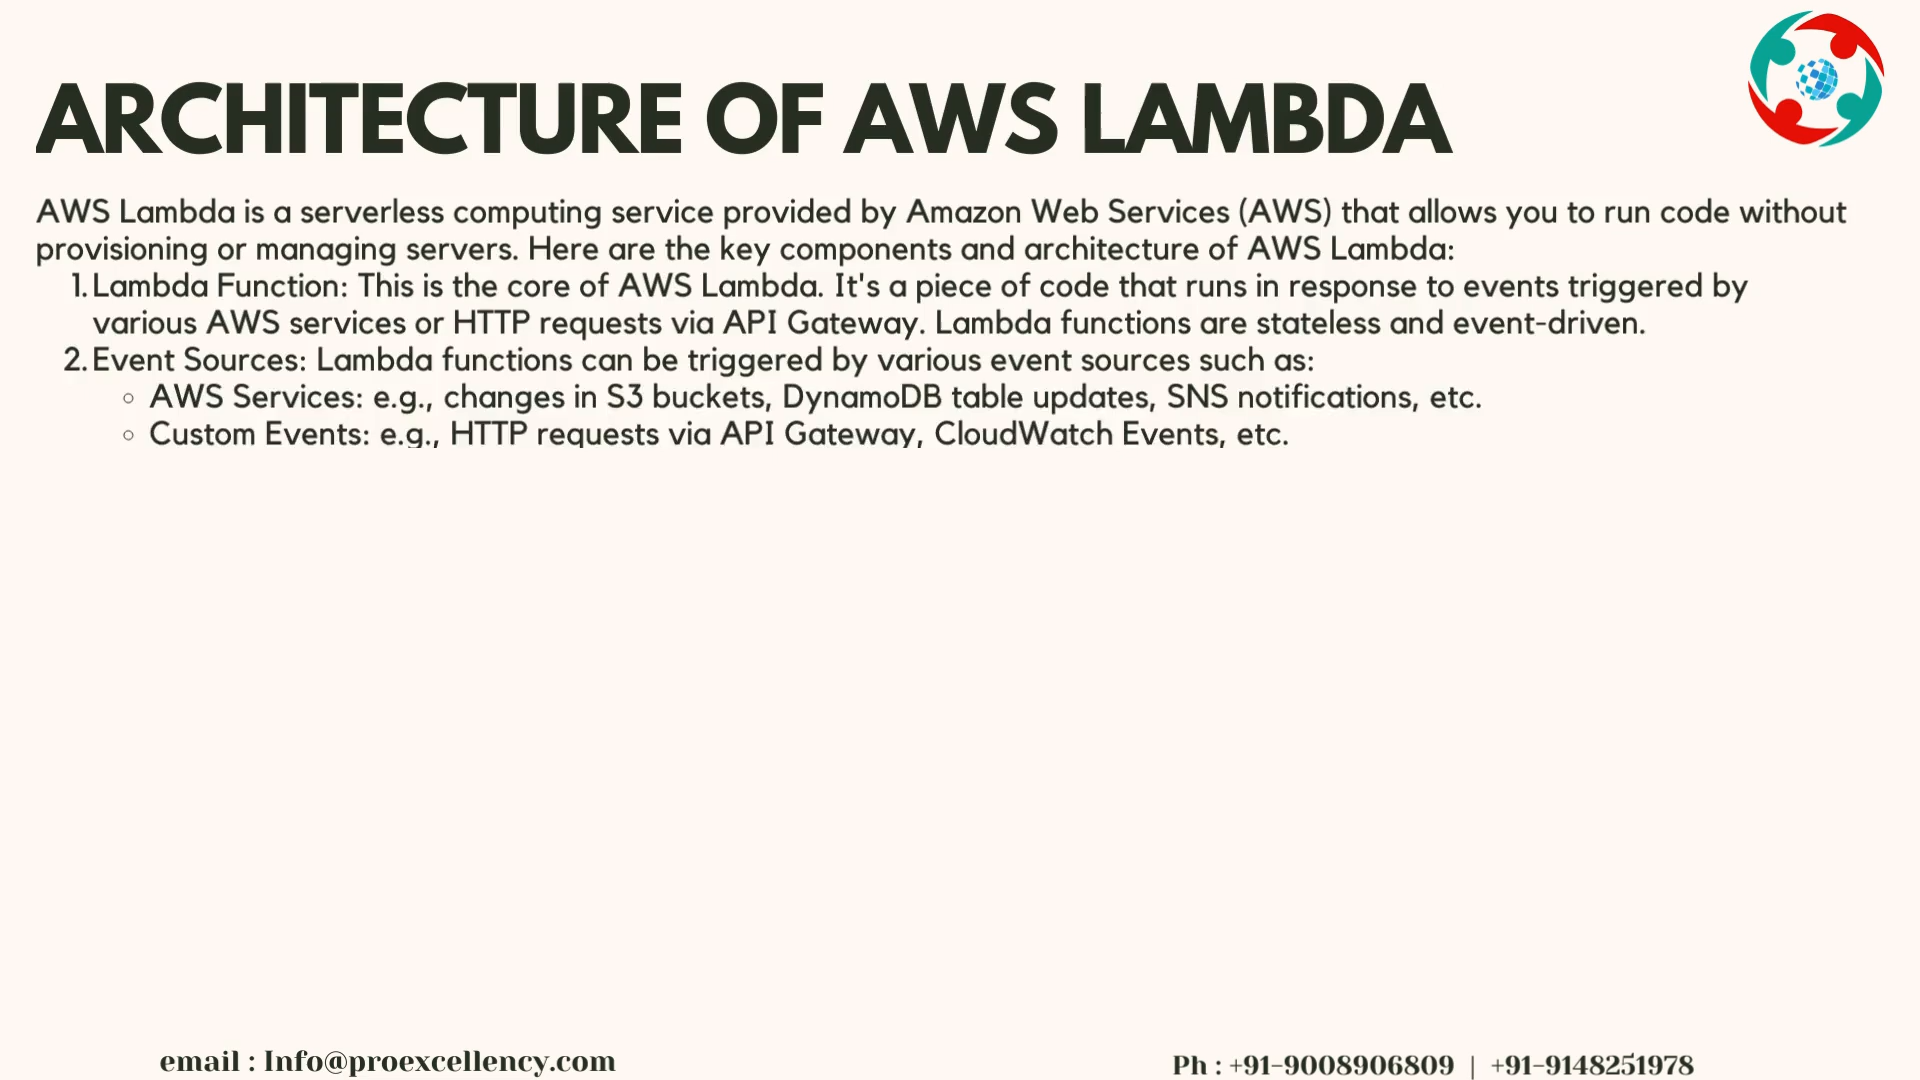 ARCHITECTURE OF AWS LAMBDA
AWS Lambda is a serverless computing service provided by Amazon Web Services (AWS) that allows you to run code without
provisioning or managing servers. Here are the key components and architecture of AWS Lambda:
1. Lambda Function: This is the core of AWS Lambda. It's a piece of code that runs in response to events triggered by
various AWS services or HTTP requests via API Gateway. Lambda functions are stateless and event-driven.
2. Event Sources: Lambda functions can be triggered by various event sources such as:
◦ AWS Services: e.g., changes in S3 buckets, DynamoDB table updates, SNS notifications, etc.
◦ Custom Events: e.g., HTTP requests via API Gateway, CloudWatch Events, etc.
email : Info@proexcellency.com
Ph : +91-9008906809 | +91-9148251978